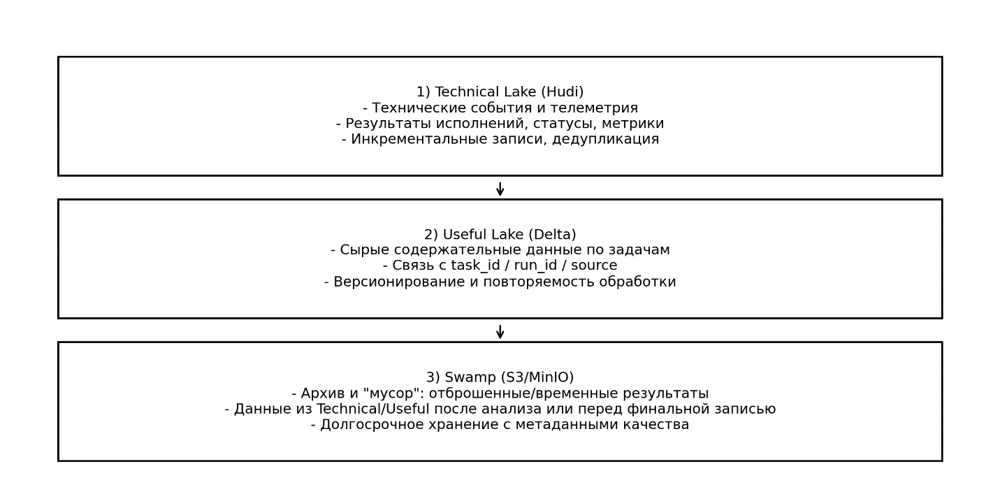 1) Technical Lake (Hudi)
- Технические события и телеметрия
- Результаты исполнений, статусы, метрики
- Инкрементальные записи, дедупликация
2) Useful Lake (Delta)
- Сырые содержательные данные по задачам
- Связь с task_id / run_id / source
- Версионирование и повторяемость обработки
3) Swamp (S3/MinIO)
- Архив и "мусор": отброшенные/временные результаты
- Данные из Technical/Useful после анализа или перед финальной записью
- Долгосрочное хранение с метаданными качества